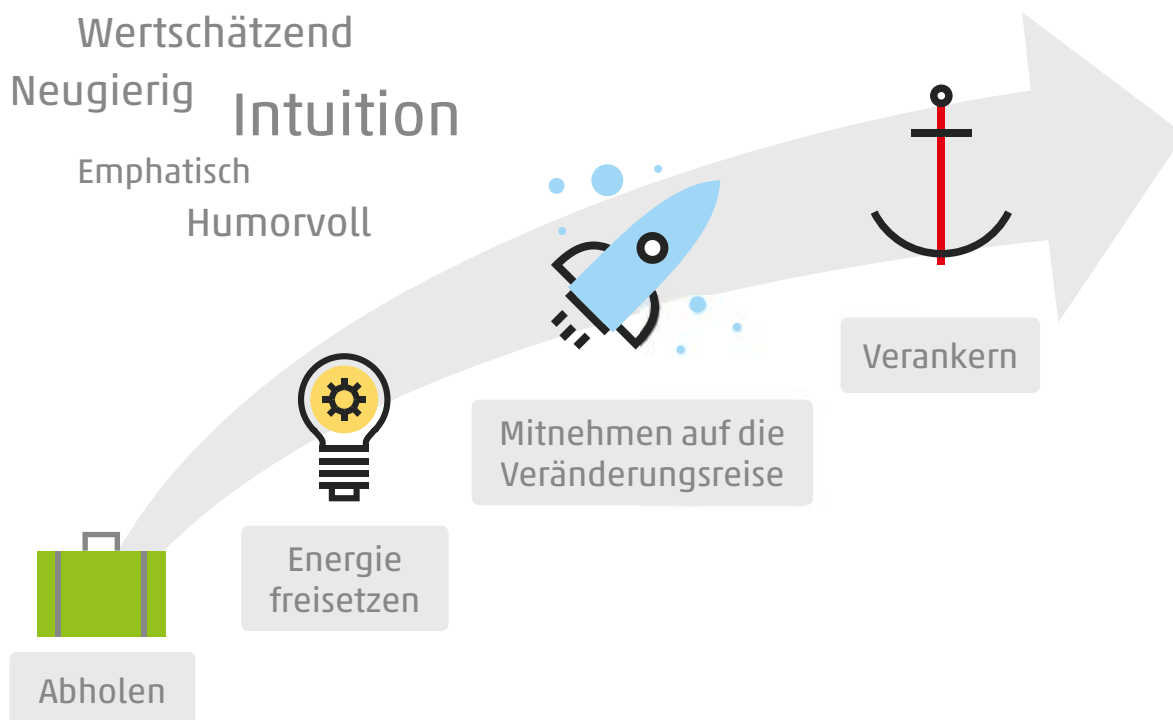 Wertschätzend
Neugierig
Intuition
Emphatisch
Humorvoll
Verankern
Mitnehmen auf die
Veränderungsreise
Energie
freisetzen
Abholen